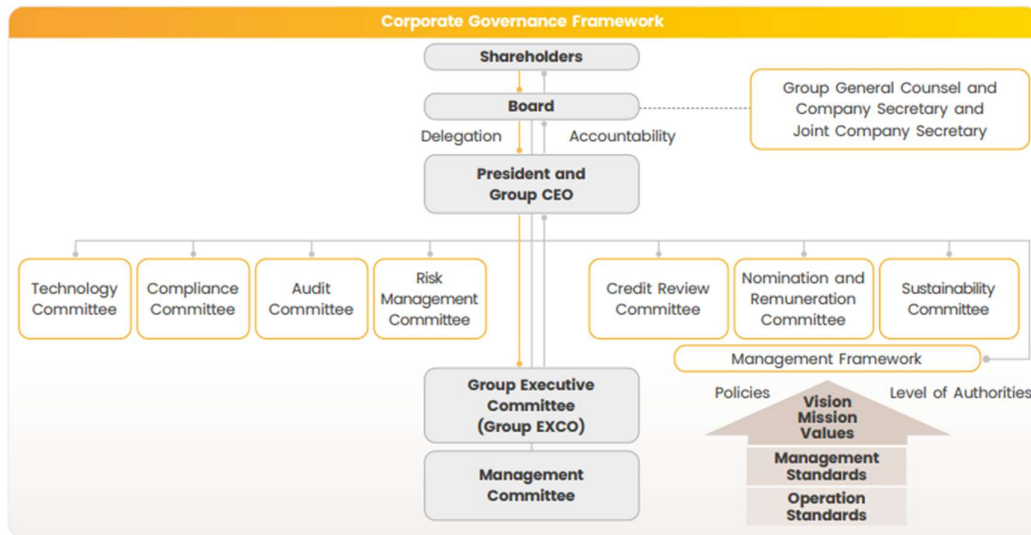 Corporate Governance Framework
Shareholders
Board
Group General Counsel and
Company Secretary and
Joint Company Secretary
Delegation
Accountability
President and
Group CEO
Technology
Committee
Compliance
Committee
Audit
Committee
Risk
Management
Committee
Credit Review
Committee
Nomination and
Remuneration
Committee
Sustainability
Committee
Management Framework
Group Executive
Committee
(Group EXCO)
Management
Committee
Policies
Level of Authorities
Vision
Mission
Values
Management
Standards
Operation
Standards